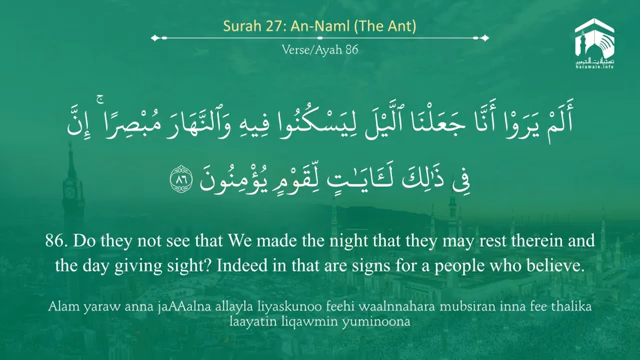 Surah 27: An-Naml (The Ant)
Verse/Ayah 86
haramain.info
أَلَمْ يَرَوْا۟ أَنَّا جَعَلْنَا ٱلَّيْلَ لِيَسْكُنُوا۟ فِيهِ وَٱلنَّهَارَ مُبْصِرًا ۚ إِنَّ
فِى ذَٰلِكَ لَـَٔايَـٰتٍ لِّقَوْمٍ يُؤْمِنُونَ ٨٦
86. Do they not see that We made the night that they may rest therein and
the day giving sight? Indeed in that are signs for a people who believe.
Alam yaraw anna jaAAalna allayla liyaskunoo feehi waalnnahara mubsiran inna fee thalika
laayatin liqawmin yuminoona